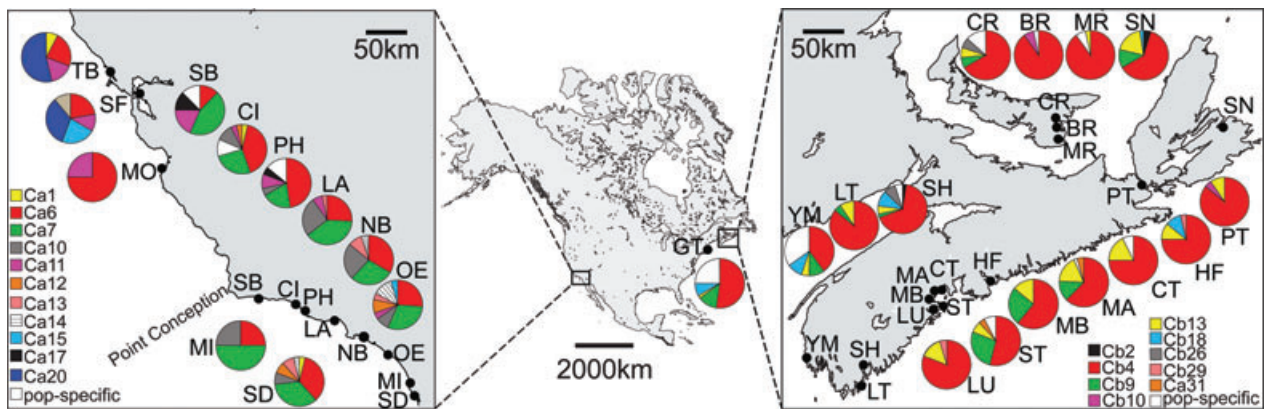 50km
TB
SF
MO
SB
CI
PH
LA
NB
OE
Ca1
Ca6
Ca7
Ca10
Ca11
Ca12
Ca13
Ca14
Ca15
Ca17
Ca20
pop-specific
Point Conception
SB
CI
PH
LA
NB
OE
MI
SD
MI
SD
GT
2000km
50km
CR BR MR SN
CR
BR
MR
SN
PT
YM
LT
SH
PT
HF
CT
MA
MB
ST
LU
MA CT HF
MB
LU ST
YM
SH
LT
Cb2
Cb4
Cb9
Cb10
Cb13
Cb18
Cb26
Cb29
Ca31
pop-specific